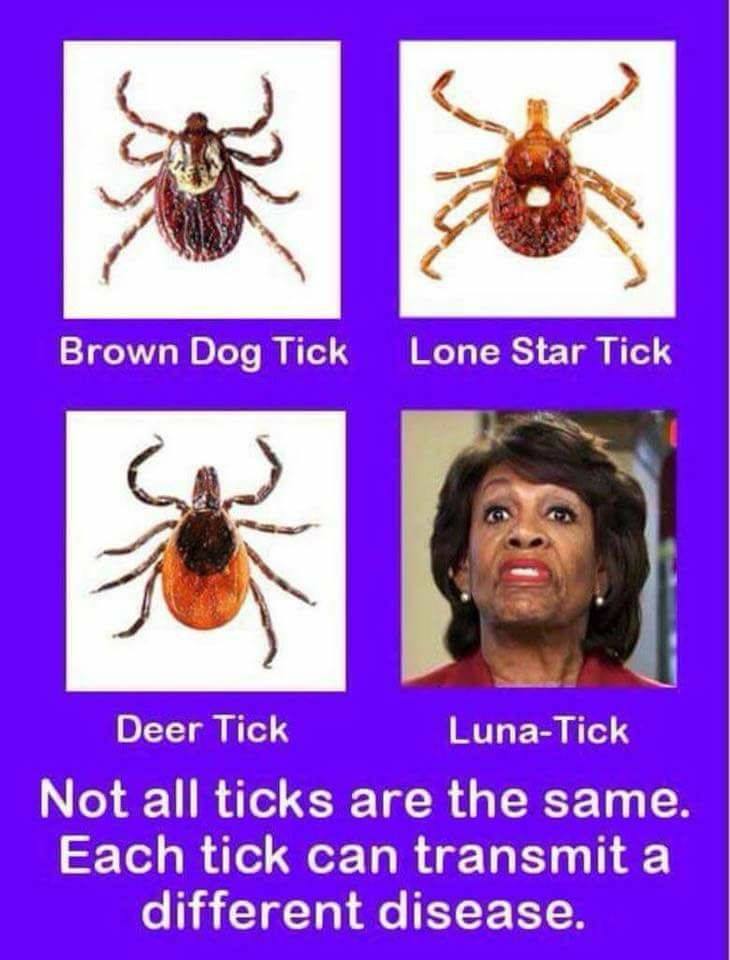 Brown Dog Tick
Lone Star Tick
Deer Tick
Luna-Tick
Not all ticks are the same.
Each tick can transmit a
different disease.